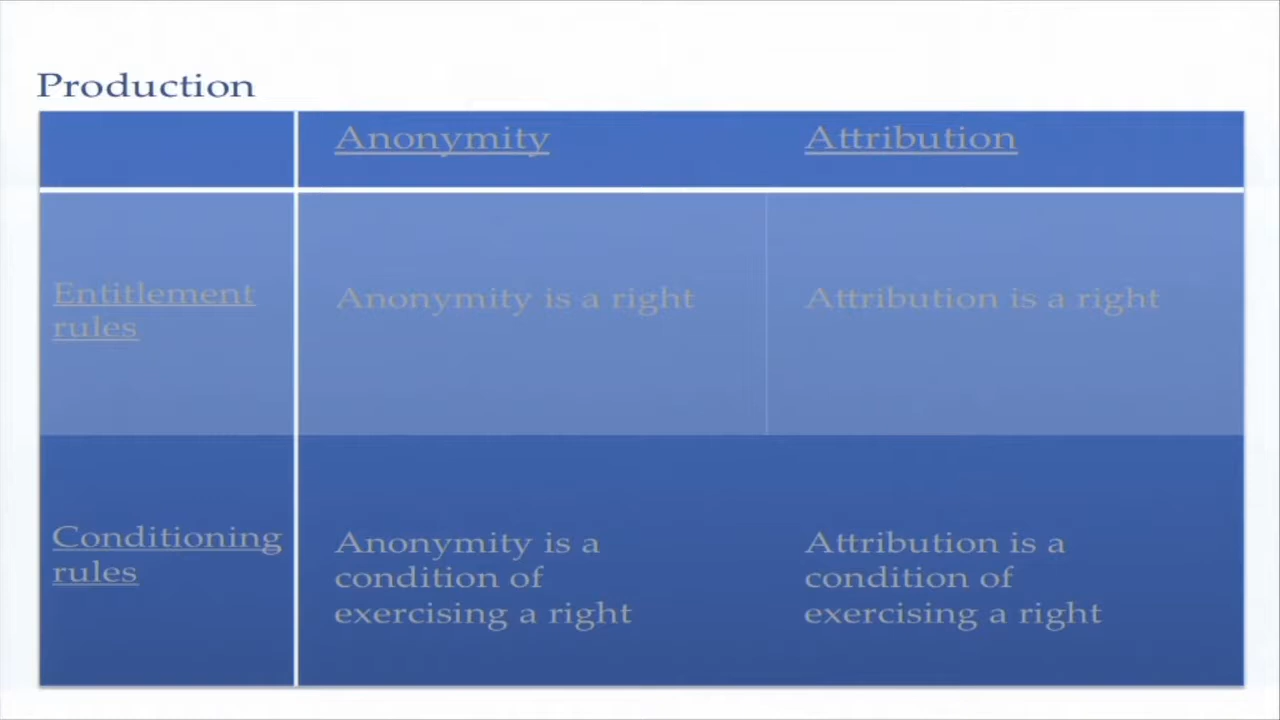 Production
Anonymity
Attribution
Entitlement
rules
Anonymity is a right
Attribution is a right
Conditioning
rules
Anonymity is a
condition of
exercising a right
Attribution is a
condition of
exercising a right